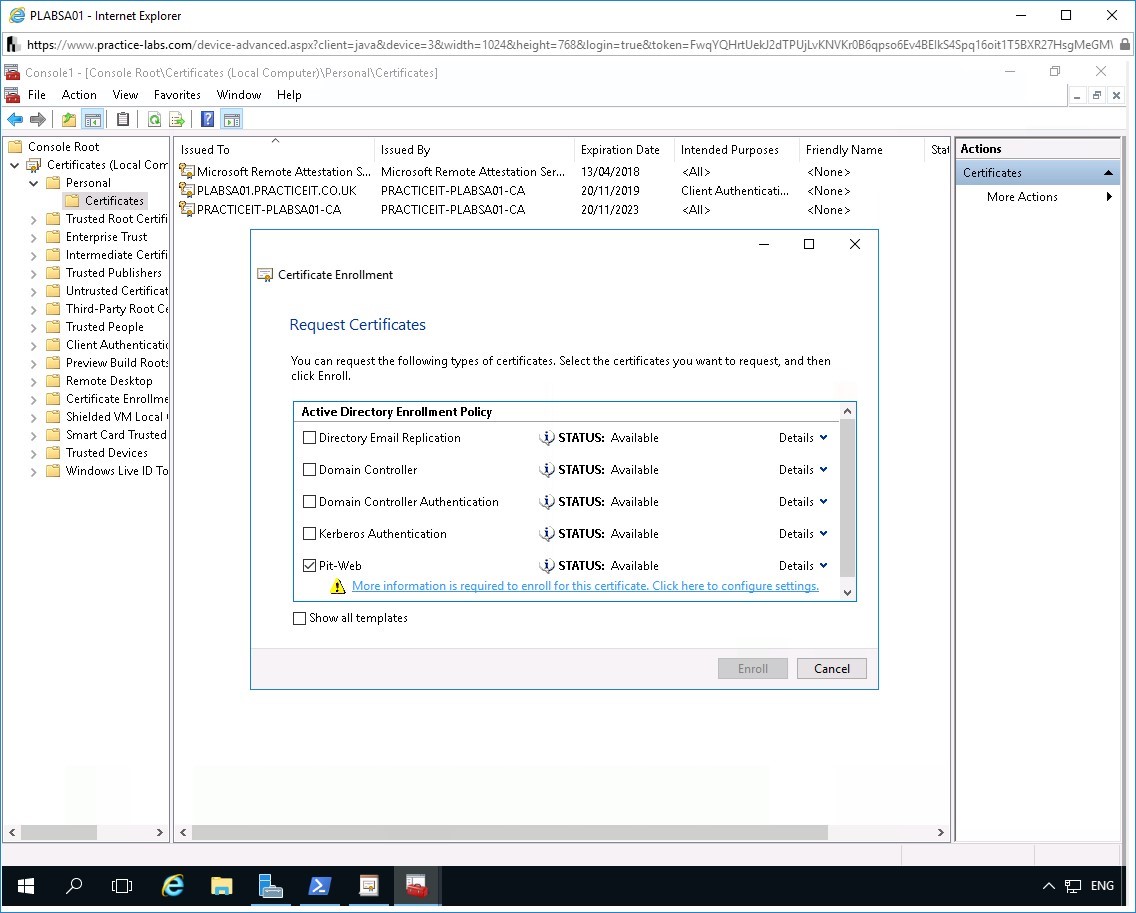 PLABSA01 - Internet Explorer
https://www.practice-labs.com/device-advanced.aspx?client=java&device=3&width=1024&height=768&login=true&token=
Console1 - [Console Root\Certificates (Local Computer)\Personal\Certificates]
File Action View Favorites Window Help
Console Root
Certificates (Local Com
Personal
Certificates
Trusted Root Certifi
Enterprise Trust
Intermediate Certifi
Trusted Publishers
Untrusted Certificat
Third-Party Root Ce
Trusted People
Client Authenticatio
Preview Build Roots
Remote Desktop
Certificate Enrollme
Shielded VM Local
Smart Card Trusted
Trusted Devices
Windows Live ID To
Issued To Issued By Expiration Date Intended Purposes Friendly Name Stat
Microsoft Remote Attestation S... Microsoft Remote Attestation Ser... 13/04/2018 <All> <None>
PLABSA01.PRACTICEIT.CO.UK PRACTICEIT-PLABSA01-CA 20/11/2019 Client Authenticati... <None>
PRACTICEIT-PLABSA01-CA PRACTICEIT-PLABSA01-CA 20/11/2023 <All> <None>
Actions
Certificates
More Actions
Certificate Enrollment
Request Certificates
You can request the following types of certificates. Select the certificates you want to request, and then
click Enroll.
Active Directory Enrollment Policy
Directory Email Replication STATUS: Available Details
Domain Controller STATUS: Available Details
Domain Controller Authentication STATUS: Available Details
Kerberos Authentication STATUS: Available Details
Pit-Web STATUS: Available Details
More information is required to enroll for this certificate. Click here to configure settings.
Show all templates
Enroll Cancel
ENG